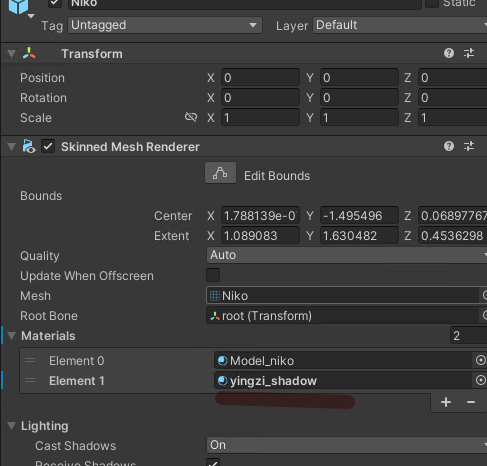 Niko
Static
Tag Untagged Layer Default
Transform
Position X 0 Y 0 Z 0
Rotation X 0 Y 0 Z 0
Scale X 1 Y 1 Z 1
Skinned Mesh Renderer
Edit Bounds
Bounds
Center X 1.788139e-0 Y -1.495496 Z 0.06897767
Extent X 1.089083 Y 1.630482 Z 0.4536298
Quality Auto
Update When Offscreen
Mesh Niko
Root Bone root (Transform)
Materials 2
Element 0 Model_niko
Element 1 yingzi_shadow
+ −
Lighting
Cast Shadows On
Receive Shadows